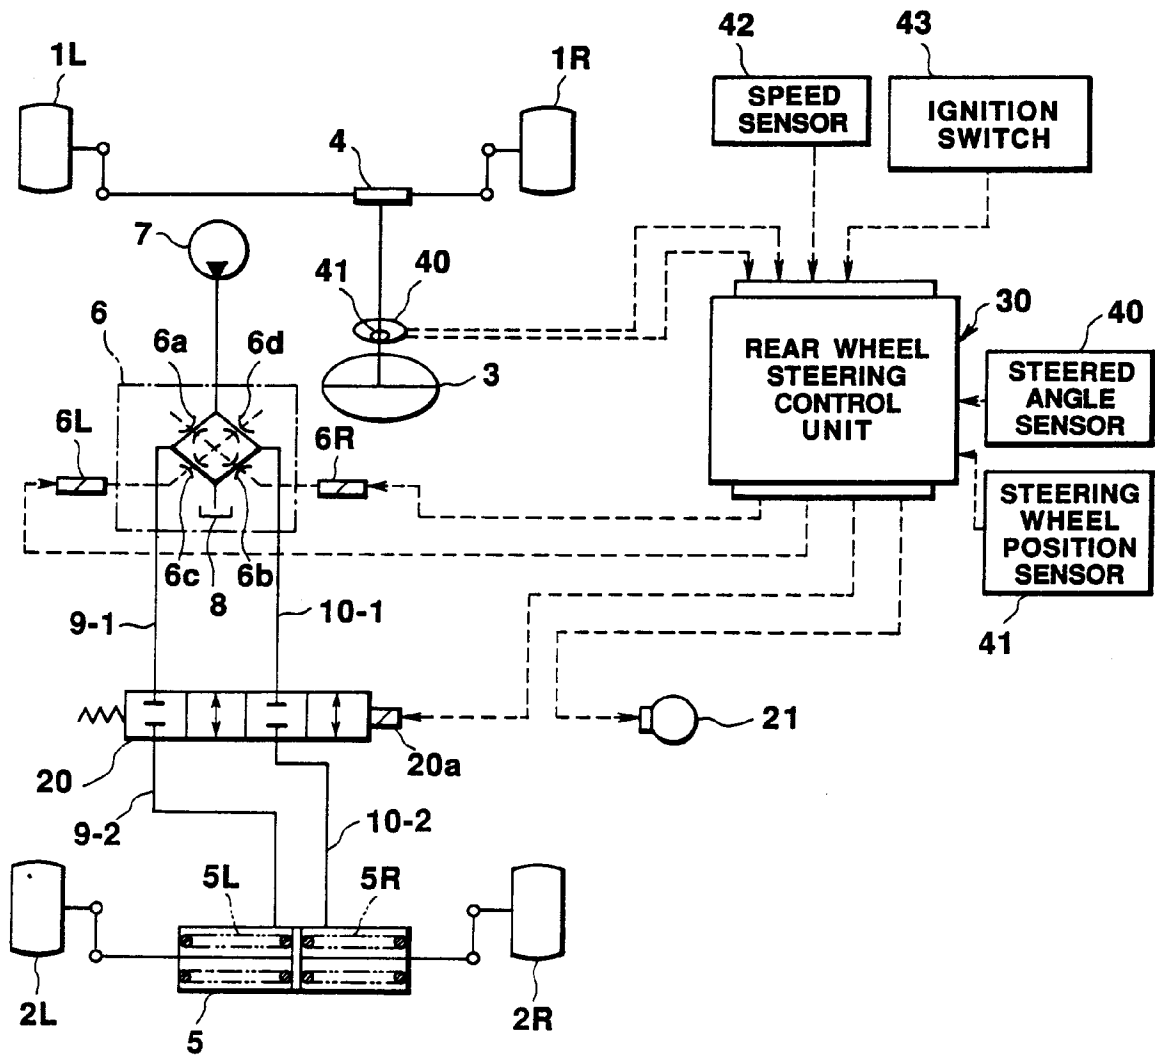 42
43
1L
1R
SPEED
SENSOR
IGNITION
SWITCH
4
7
41
40
6
6a
6d
30
40
3
REAR WHEEL
STEERING
CONTROL
UNIT
STEERED
ANGLE
SENSOR
6L
6R
STEERING
WHEEL
POSITION
SENSOR
6c
6b
8
9-1
10-1
41
21
20
20a
9-2
10-2
5L
5R
2L
5
2R